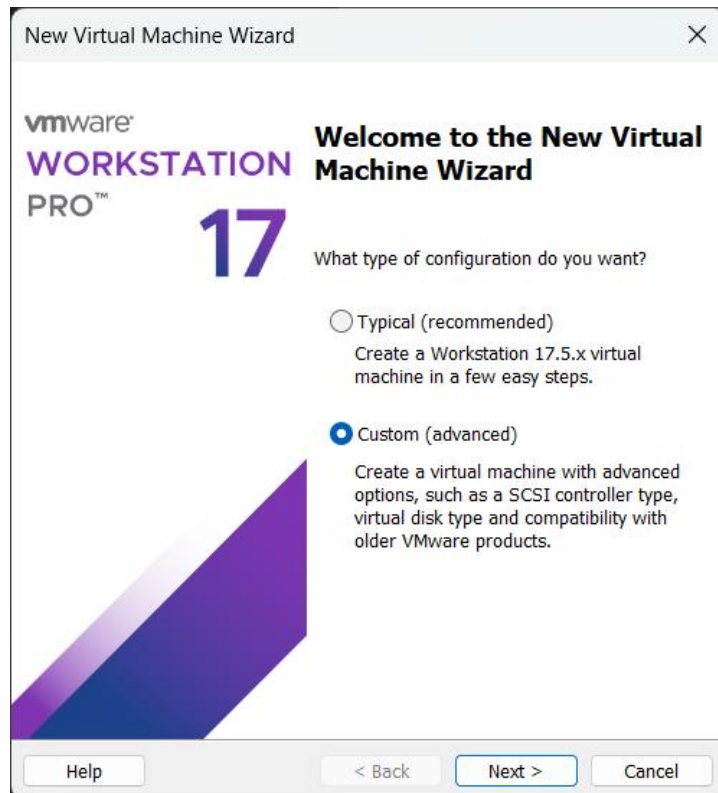 New Virtual Machine Wizard
vmware®
WORKSTATION
PRO™
17
Welcome to the New Virtual
Machine Wizard
What type of configuration do you want?
Typical (recommended)
Create a Workstation 17.5.x virtual
machine in a few easy steps.
Custom (advanced)
Create a virtual machine with advanced
options, such as a SCSI controller type,
virtual disk type and compatibility with
older VMware products.
Help
< Back
Next >
Cancel